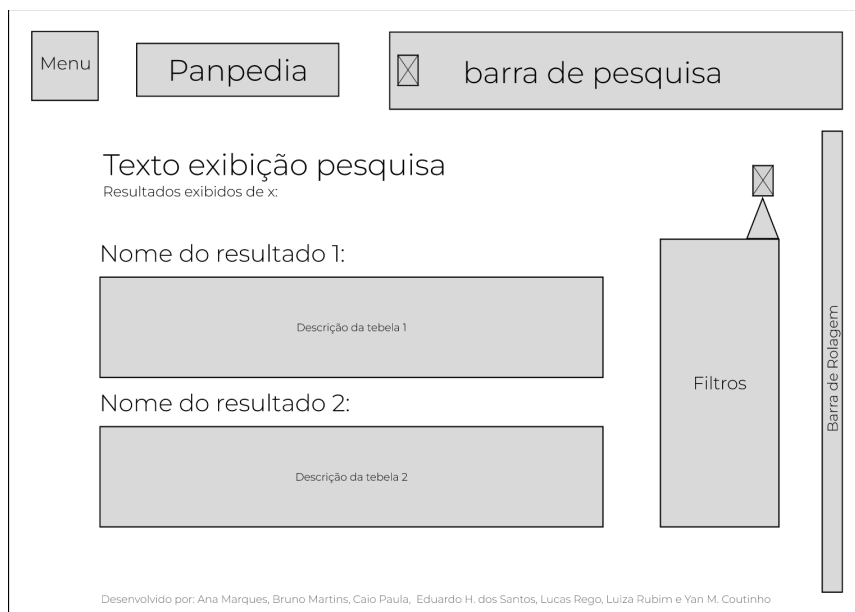 Menu
Panpedia
barra de pesquisa
Texto exibição pesquisa
Resultados exibidos de x:
Nome do resultado 1:
Descrição da tebela 1
Filtros
Barra de Rolagem
Nome do resultado 2:
Descrição da tebela 2
Desenvolvido por: Ana Marques, Bruno Martins, Caio Paula, Eduardo H. dos Santos, Lucas Rego, Luiza Rubim e Yan M. Coutinho